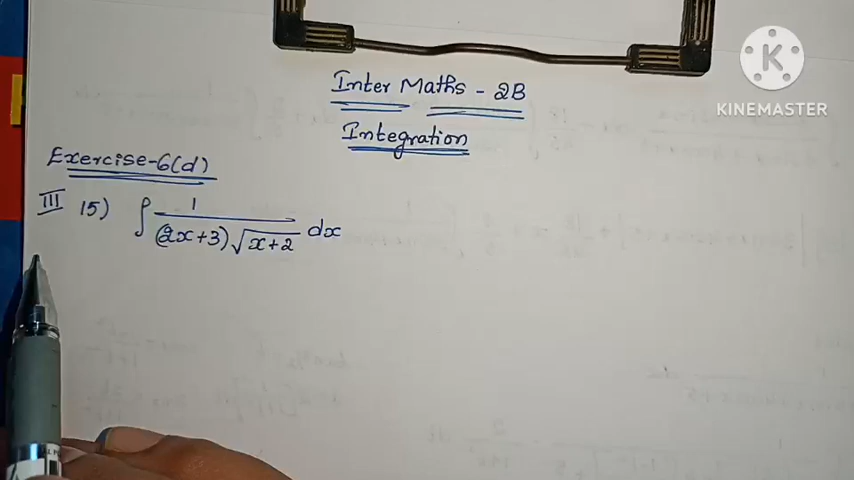 K
KINEMASTER
Inter Maths - 2B
Integration
Exercise-6(d)
III 15) ∫ 1/((2x+3)√(x+2)) dx